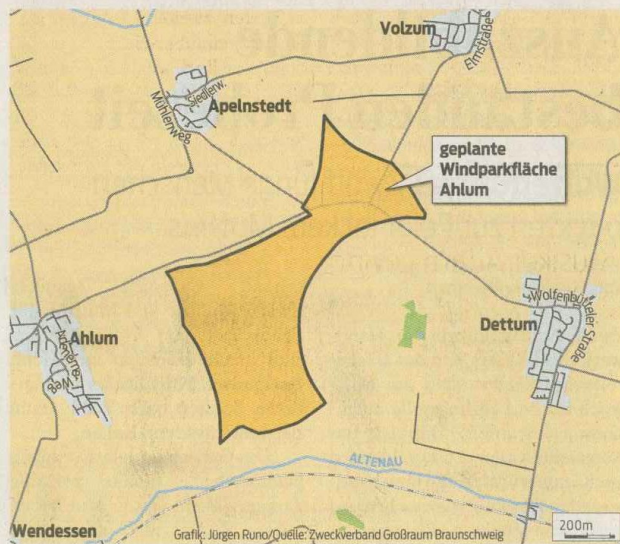 Volzum
Elmstraße
Siedlerw.
Mühlenweg
Apelnstedt
geplante
Windparkfläche
Ahlum
Wolfenbütteler
Straße
Dettum
Ahlum
Weg
ALTENAU
Wendessen
Grafik: Jürgen Runo/Quelle: Zweckverband Großraum Braunschweig
200m